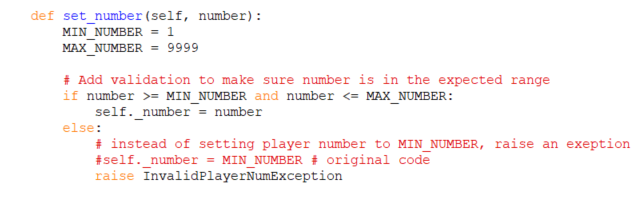 def set_number(self, number):
MIN_NUMBER = 1
MAX_NUMBER = 9999
# Add validation to make sure number is in the expected range
if number >= MIN_NUMBER and number <= MAX_NUMBER:
self._number = number
else:
# instead of setting player number to MIN_NUMBER, raise an exeption
#self._number = MIN_NUMBER # original code
raise InvalidPlayerNumException